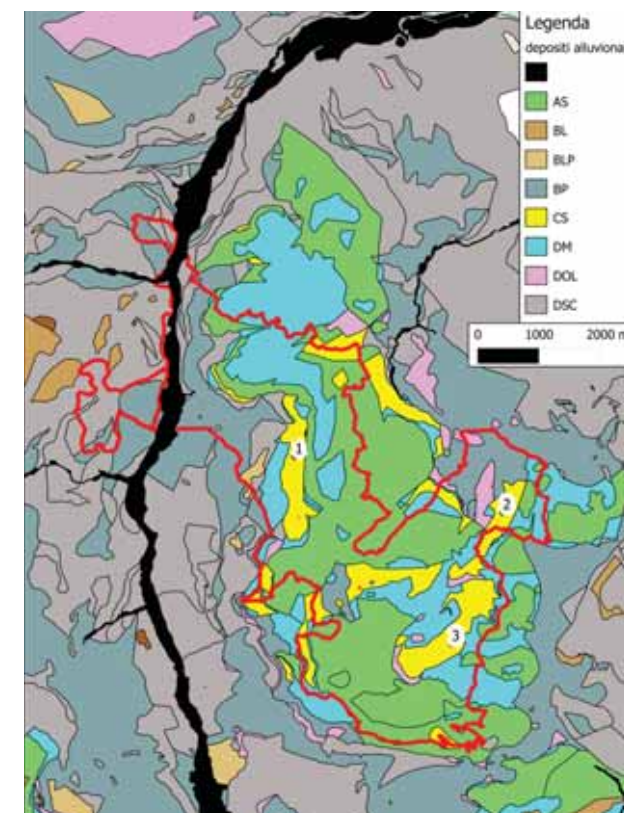 Legenda
depositi alluviona
AS
BL
BLP
BP
CS
DM
DOL
DSC
0 1000 2000 m
1
2
3